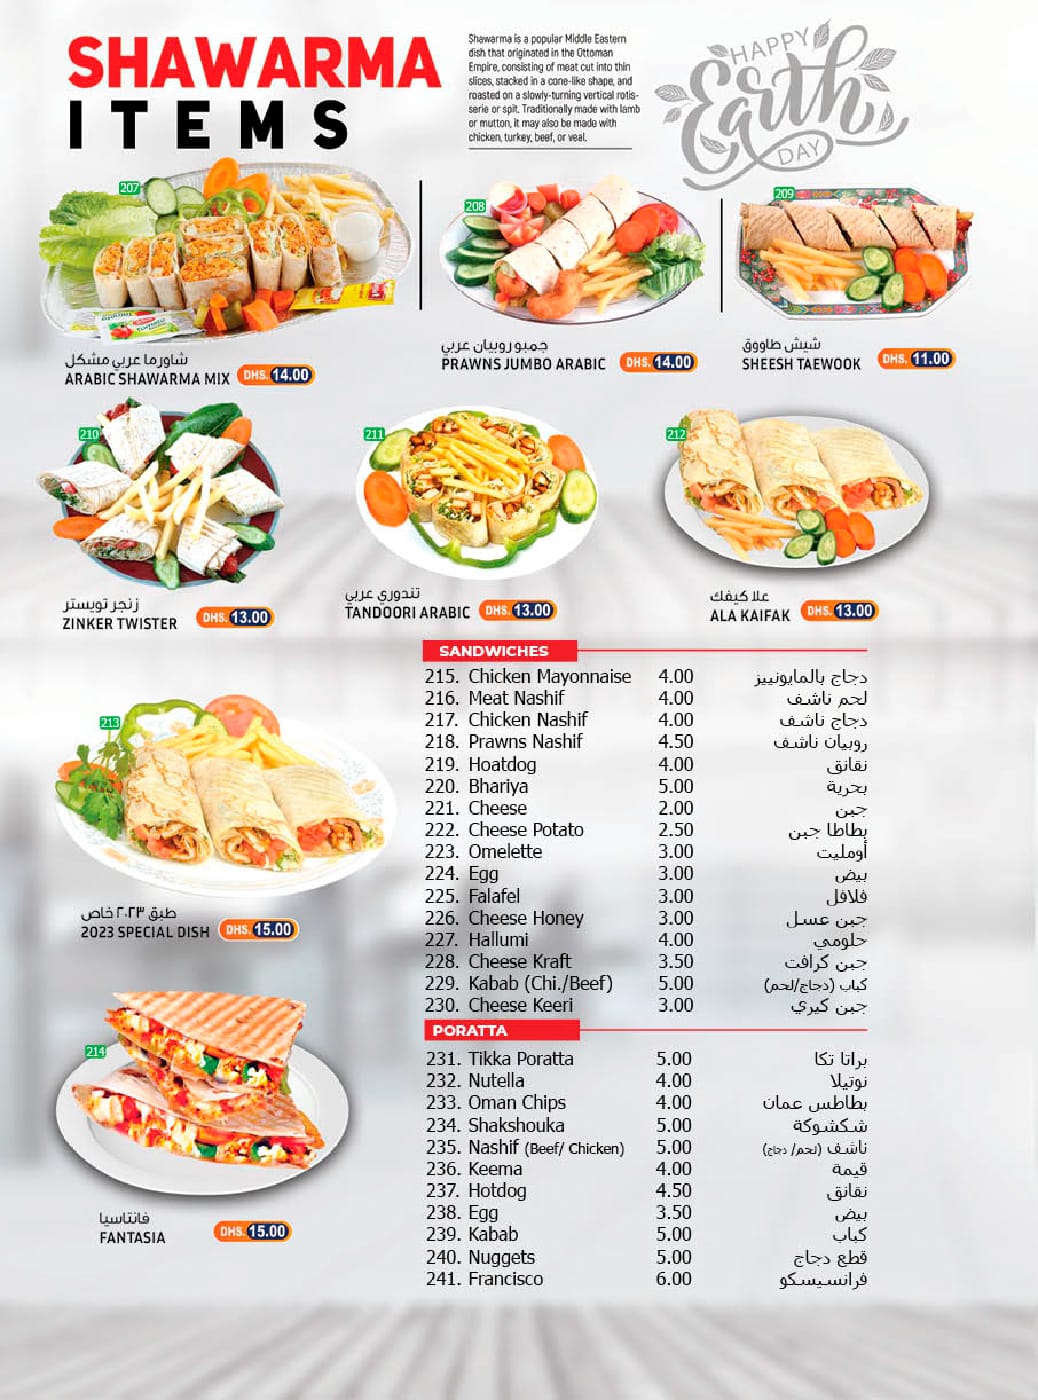 SHAWARMA
ITEMS
Shawarma is a popular Middle Eastern
dish that originated in the Ottoman
Empire, consisting of meat cut into thin
slices, stacked in a cone-like shape, and
roasted on a slowly-turning vertical rotis-
serie or spit. Traditionally made with lamb
or mutton, it may also be made with
chicken, turkey, beef, or veal.
HAPPY
Earth
DAY
207
شاورما عربي مشكل
ARABIC SHAWARMA MIX DHS. 14.00
208
جمبو روبيان عربي
PRAWNS JUMBO ARABIC DHS. 14.00
209
شيش طاووق
SHEESH TAEWOOK DHS. 11.00
210
زنجر تويستر
ZINKER TWISTER DHS. 13.00
211
تندوري عربي
TANDOORI ARABIC DHS. 13.00
212
علا كيفك
ALA KAIFAK DHS. 13.00
213
طبق ٢٠٢٣ خاص
2023 SPECIAL DISH DHS. 15.00
214
فانتاسيا
FANTASIA DHS. 15.00
SANDWICHES
215. Chicken Mayonnaise 4.00 دجاج بالمايونييز
216. Meat Nashif 4.00 لحم ناشف
217. Chicken Nashif 4.00 دجاج ناشف
218. Prawns Nashif 4.50 روبيان ناشف
219. Hoatdog 4.00 نقانق
220. Bhariya 5.00 بحرية
221. Cheese 2.00 جبن
222. Cheese Potato 2.50 بطاطا جبن
223. Omelette 3.00 أومليت
224. Egg 3.00 بيض
225. Falafel 3.00 فلافل
226. Cheese Honey 3.00 جبن عسل
227. Hallumi 4.00 حلومي
228. Cheese Kraft 3.50 جبن كرافت
229. Kabab (Chi./Beef) 5.00 كباب (دجاج/لحم)
230. Cheese Keeri 3.00 جبن كيري
PORATTA
231. Tikka Poratta 5.00 براتا تكا
232. Nutella 4.00 نوتيلا
233. Oman Chips 4.00 بطاطس عمان
234. Shakshouka 5.00 شكشوكة
235. Nashif (Beef/ Chicken) 5.00 ناشف (لحم/ دجاج)
236. Keema 4.00 قيمة
237. Hotdog 4.50 نقانق
238. Egg 3.50 بيض
239. Kabab 5.00 كباب
240. Nuggets 5.00 قطع دجاج
241. Francisco 6.00 فرانسيسكو